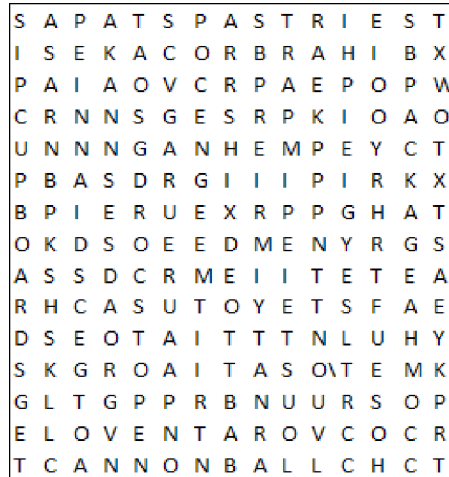 S A P A T S P A S T R I E S T
I S E K A C O R B R A H I B X
P A I A O V C R P A E P O P W
C R N N S G E S R P K I O A O
U N N N G A N H E M P E Y C T
P B A S D R G I I I P I R K X
B P I E R U E X R P P G H A T
O K D S O E E D M E N Y R G S
A S S D C R M E I I T E T E A
R H C A S U T O Y E T S F A E
D S E O T A I T T T N L U H Y
S K G R O A I T A S O\T E M K
G L T G P P R B N U U R S O P
E L O V E N T A R O V C O C R
T C A N N O N B A L L C H C T